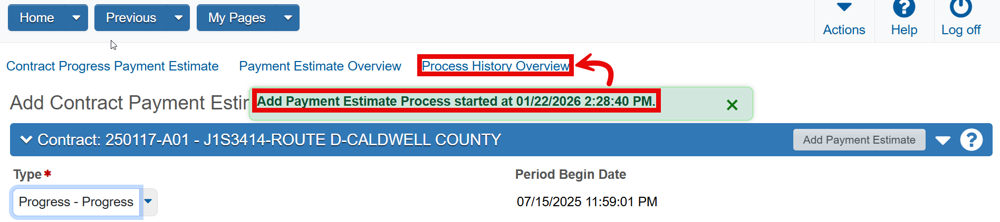 Home Previous My Pages
Actions Help Log off
Contract Progress Payment Estimate Payment Estimate Overview Process History Overview
Add Contract Payment Estim
Add Payment Estimate Process started at 01/22/2026 2:28:40 PM.
Contract: 250117-A01 - J1S3414-ROUTE D-CALDWELL COUNTY Add Payment Estimate
Type* Period Begin Date
Progress - Progress 07/15/2025 11:59:01 PM